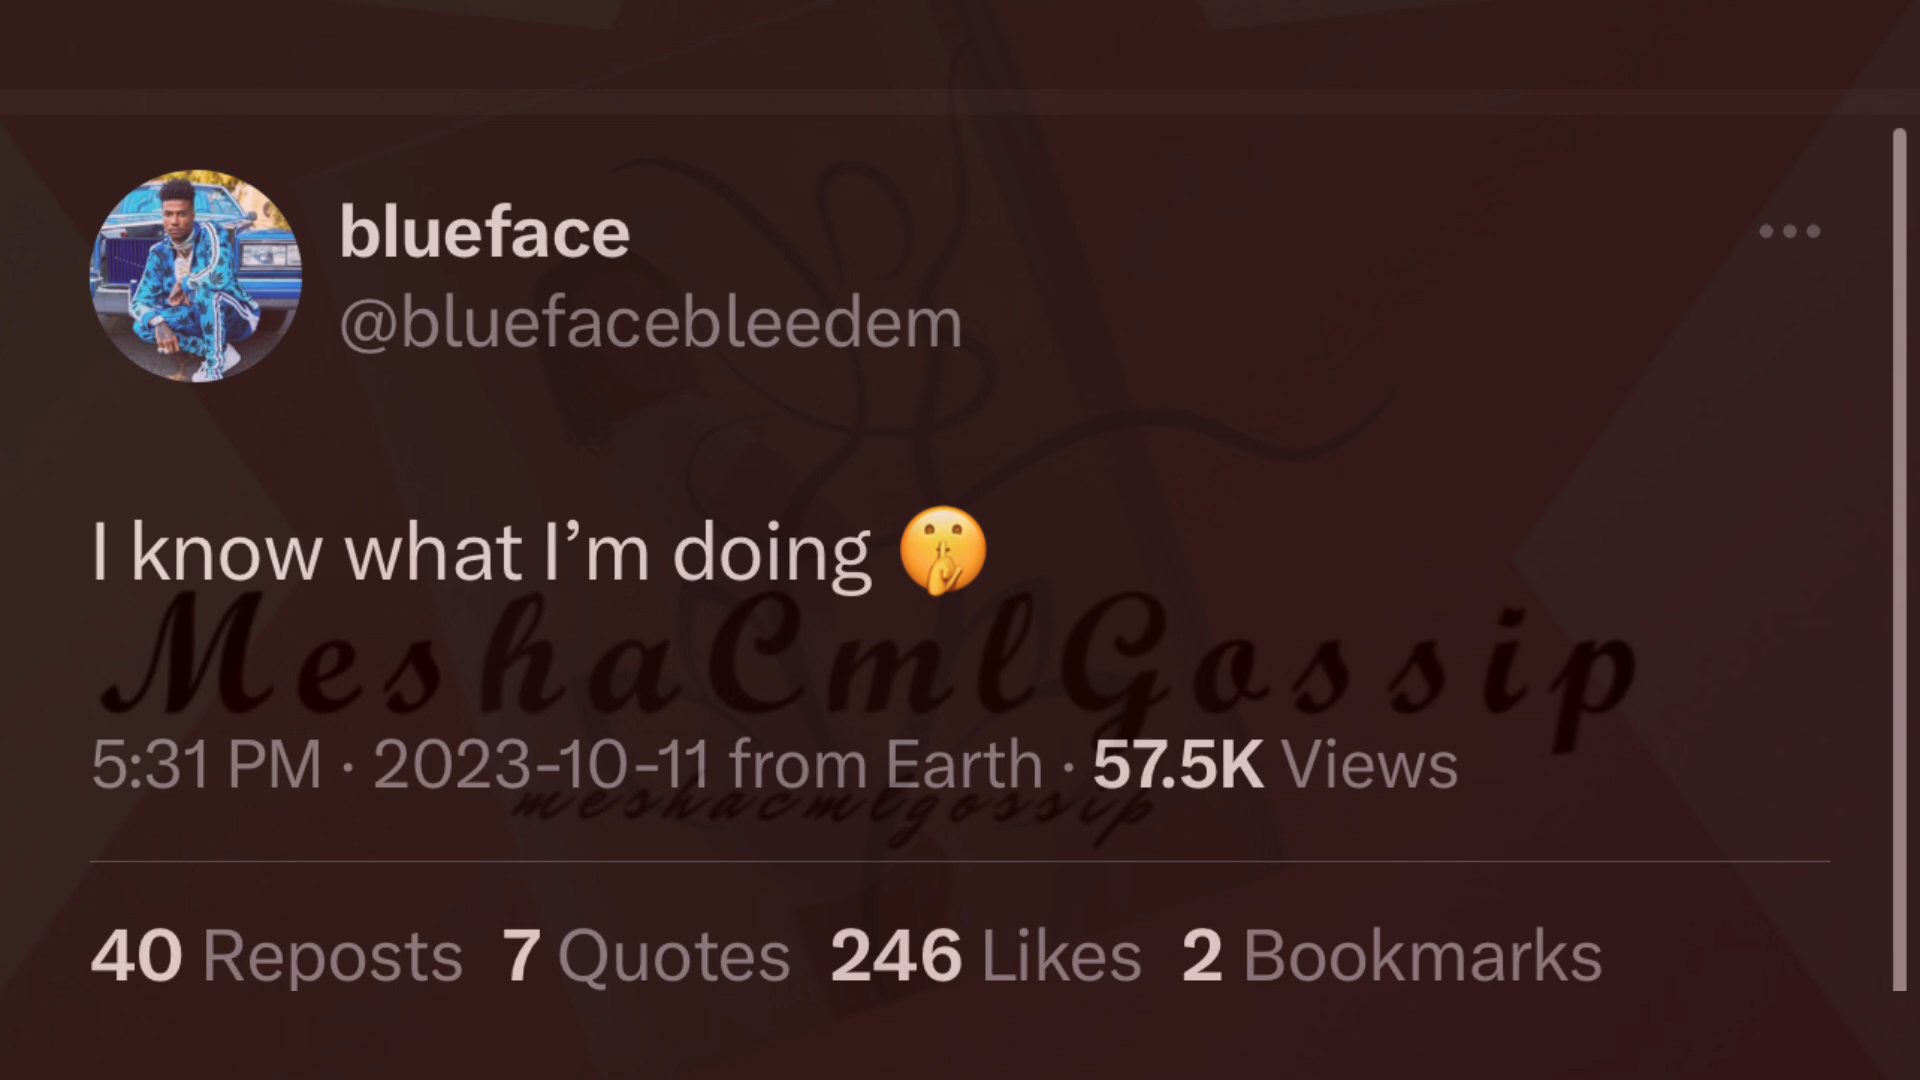 blueface
@bluefacebleedem
I know what I’m doing 🤫
MeshaCmlGossip
5:31 PM · 2023-10-11 from Earth · 57.5K Views
meshacmlgossip
40 Reposts 7 Quotes 246 Likes 2 Bookmarks